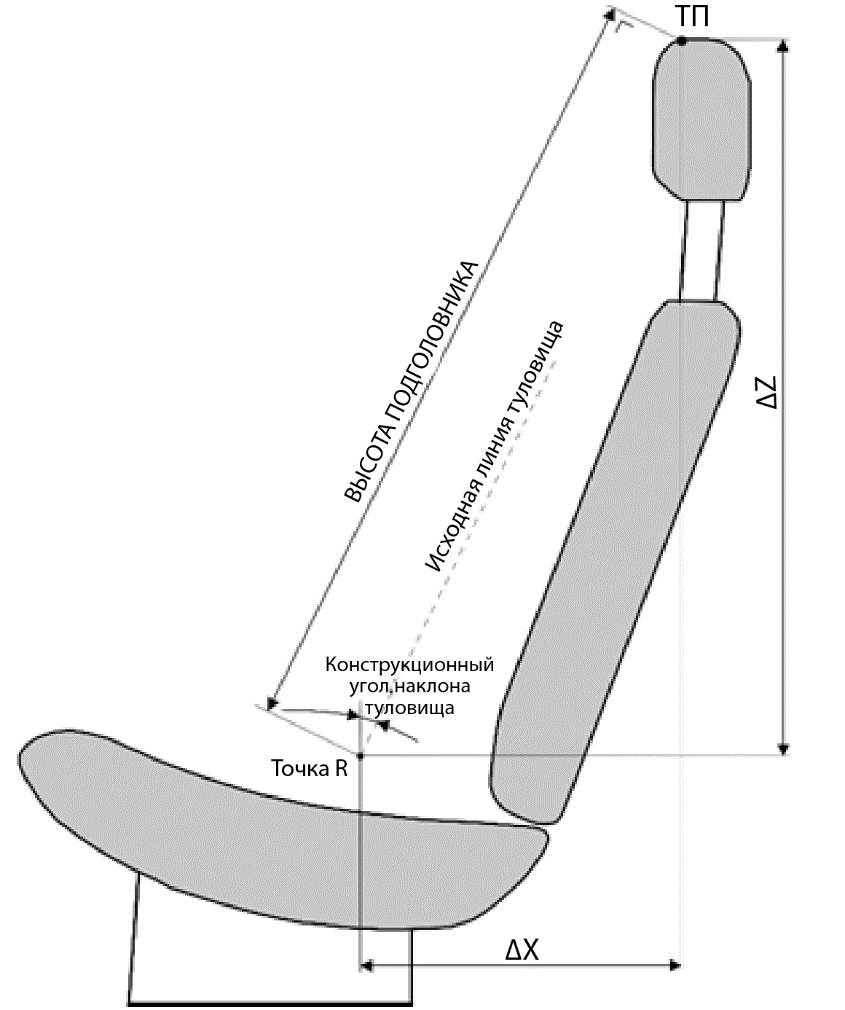 ТП
ВЫСОТА ПОДГОЛОВНИКА
Исходная линия туловища
ΔZ
Конструкционный
угол наклона
туловища
Точка R
ΔX